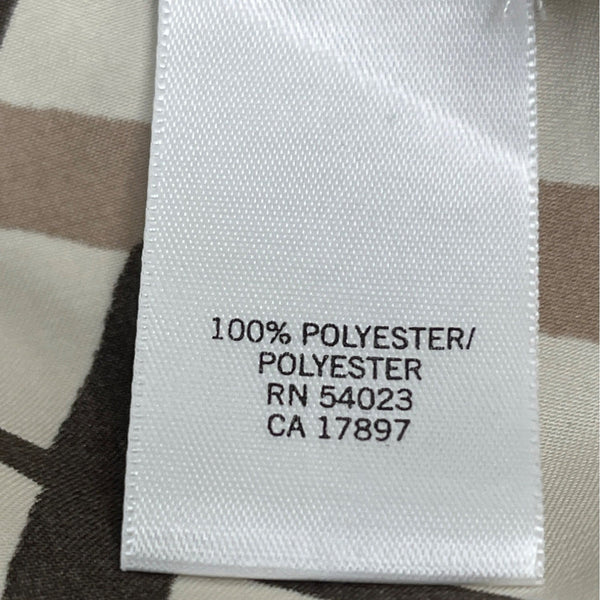 100% POLYESTER/
POLYESTER
RN 54023
CA 17897